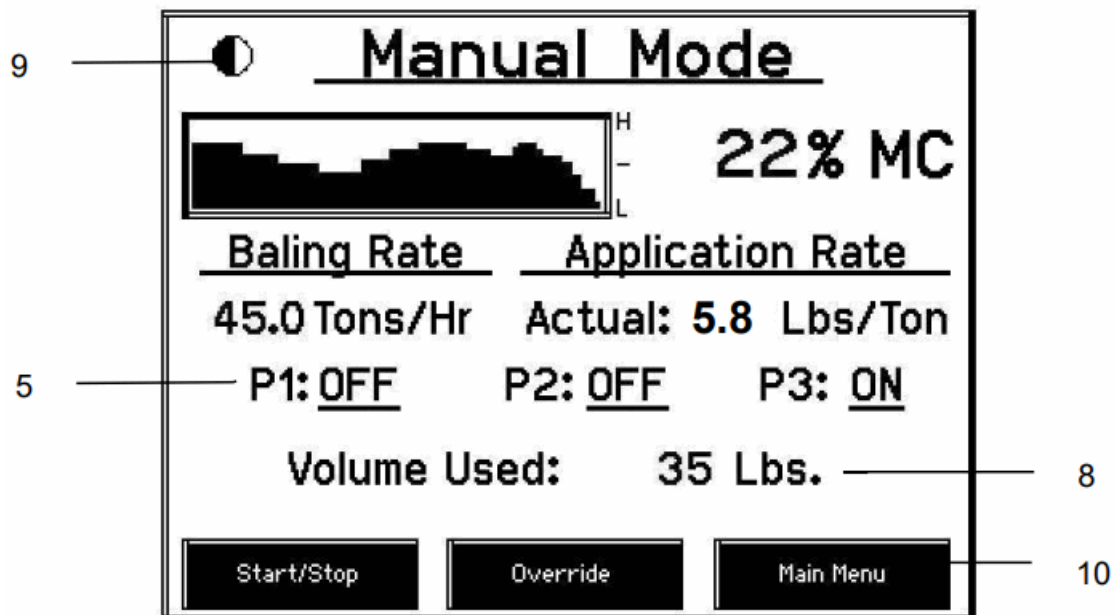 9
Manual Mode
H
22% MC
–
L
Baling Rate Application Rate
45.0 Tons/Hr Actual: 5.8 Lbs/Ton
5
P1: OFF P2: OFF P3: ON
Volume Used: 35 Lbs.
8
Start/Stop Override Main Menu
10